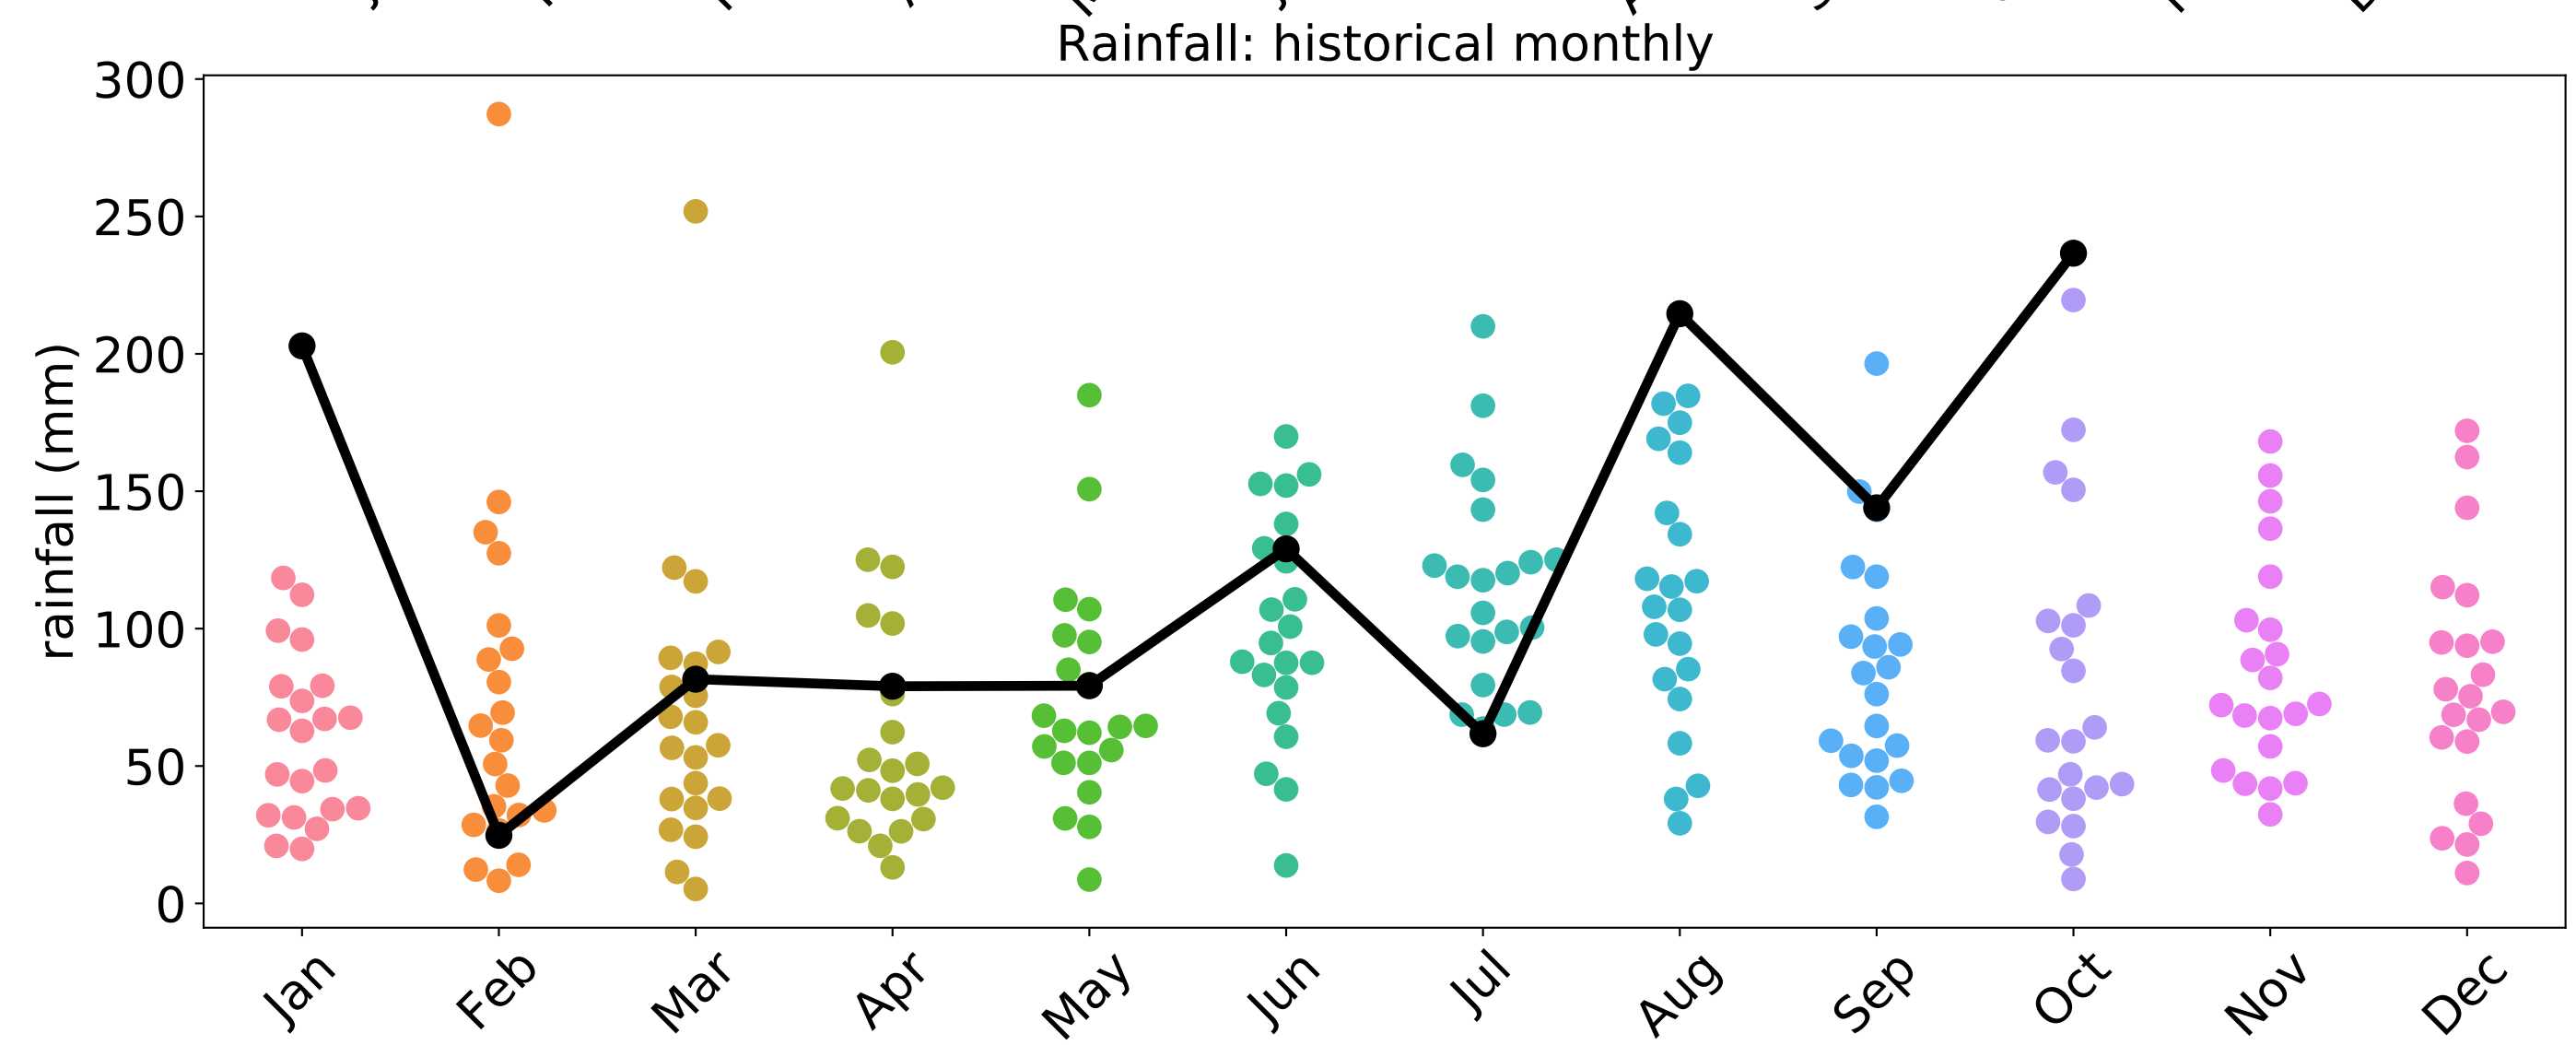 Rainfall: historical monthly
300
250
200
150
100
50
0
rainfall (mm)
Jan
Feb
Mar
Apr
May
Jun
Jul
Aug
Sep
Oct
Nov
Dec